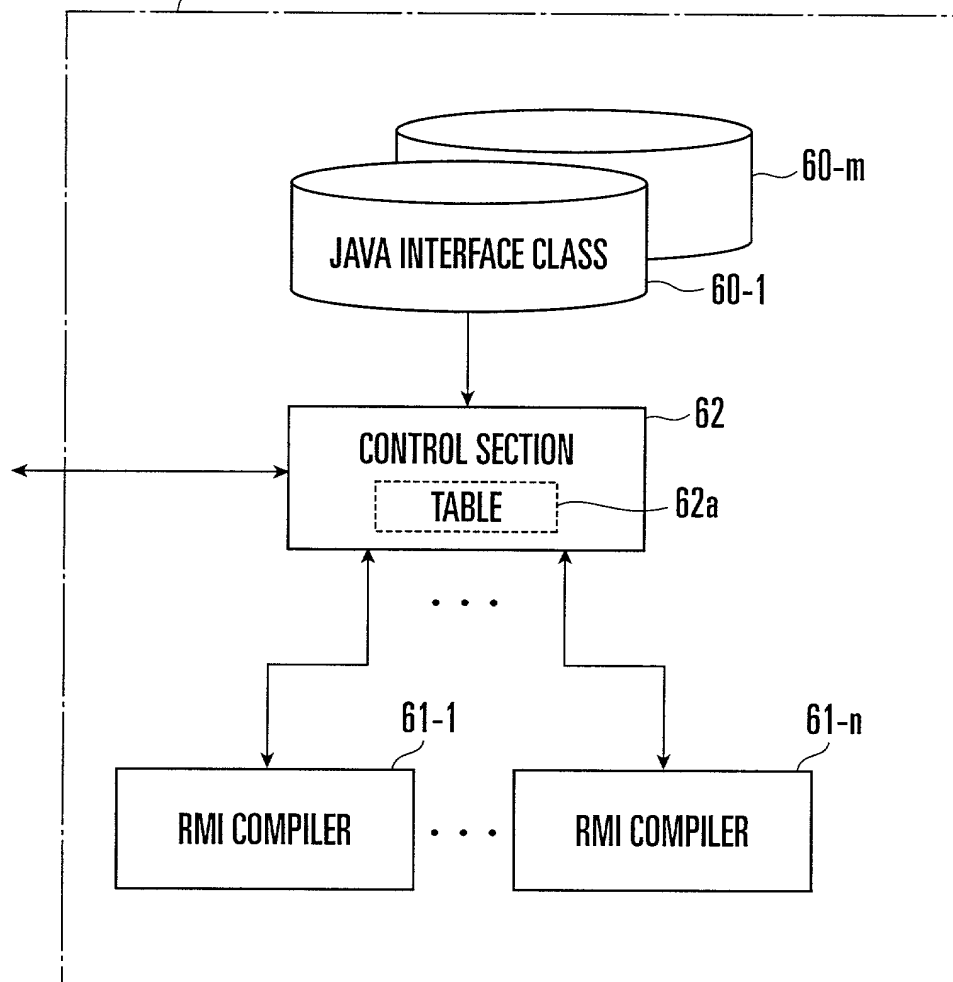 60-m
JAVA INTERFACE CLASS
60-1
62
CONTROL SECTION
TABLE
62a
. . .
61-1
61-n
RMI COMPILER
. . .
RMI COMPILER